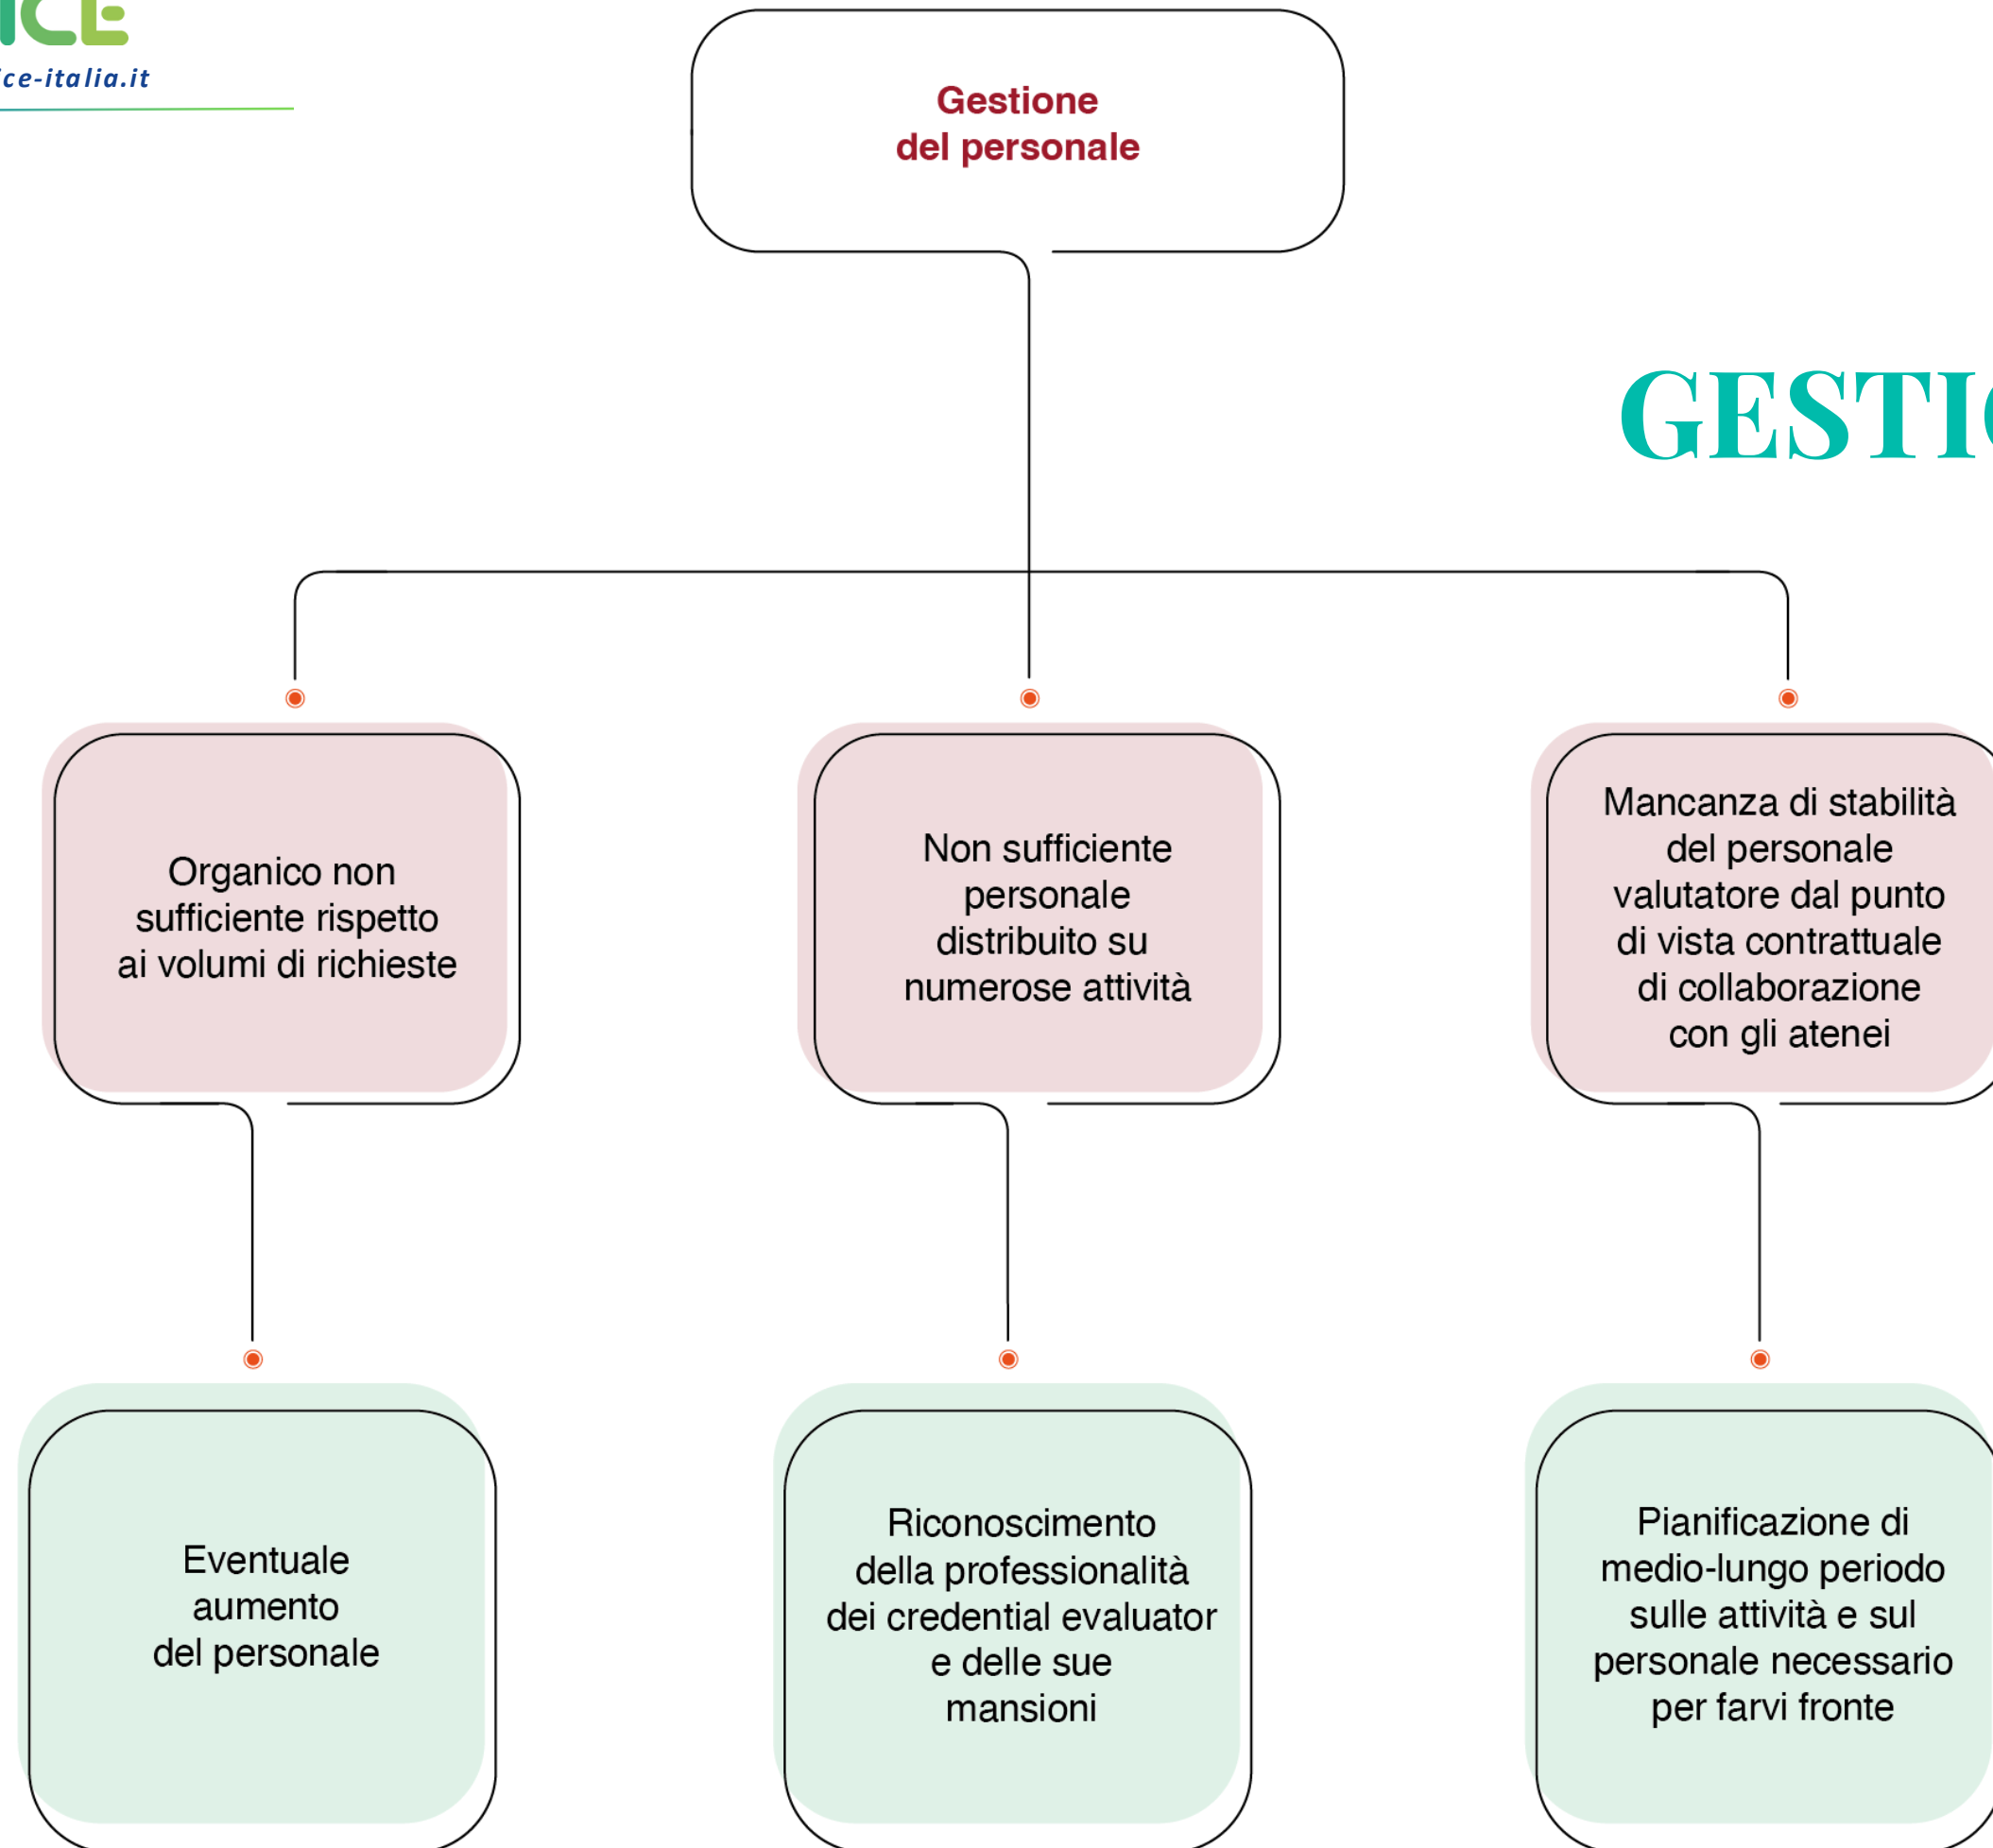 ce-italia.it
Gestione
del personale
GESTI
Organico non
sufficiente rispetto
ai volumi di richieste
Non sufficiente
personale
distribuito su
numerose attività
Mancanza di stabilità
del personale
valutatore dal punto
di vista contrattuale
di collaborazione
con gli atenei
Eventuale
aumento
del personale
Riconoscimento
della professionalità
dei credential evaluator
e delle sue
mansioni
Pianificazione di
medio-lungo periodo
sulle attività e sul
personale necessario
per farvi fronte